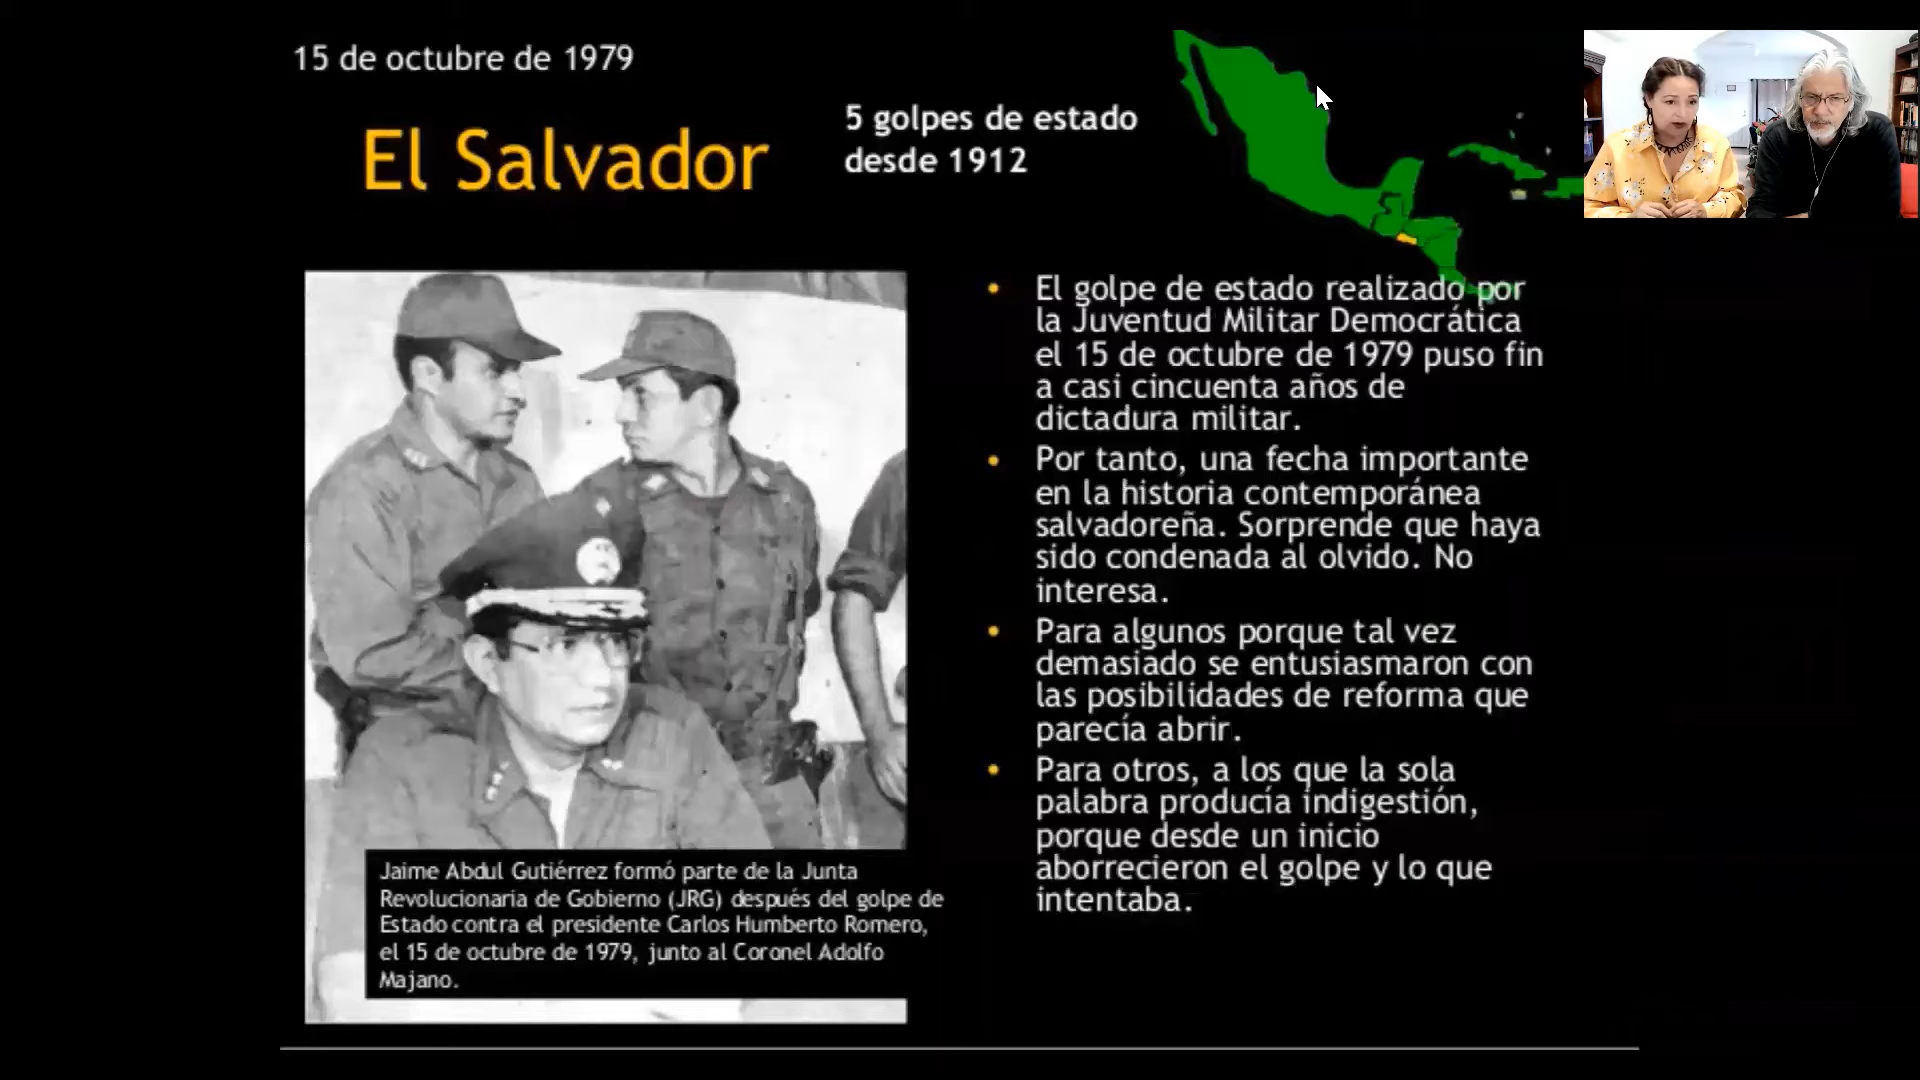 15 de octubre de 1979
El Salvador
5 golpes de estado
desde 1912
El golpe de estado realizado por
la Juventud Militar Democrática
el 15 de octubre de 1979 puso fin
a casi cincuenta años de
dictadura militar.
Por tanto, una fecha importante
en la historia contemporánea
salvadoreña. Sorprende que haya
sido condenada al olvido. No
interesa.
Para algunos porque tal vez
demasiado se entusiasmaron con
las posibilidades de reforma que
parecía abrir.
Para otros, a los que la sola
palabra producía indigestión,
porque desde un inicio
aborrecieron el golpe y lo que
intentaba.
Jaime Abdul Gutiérrez formó parte de la Junta
Revolucionaria de Gobierno (JRG) después del golpe de
Estado contra el presidente Carlos Humberto Romero,
el 15 de octubre de 1979, junto al Coronel Adolfo
Majano.